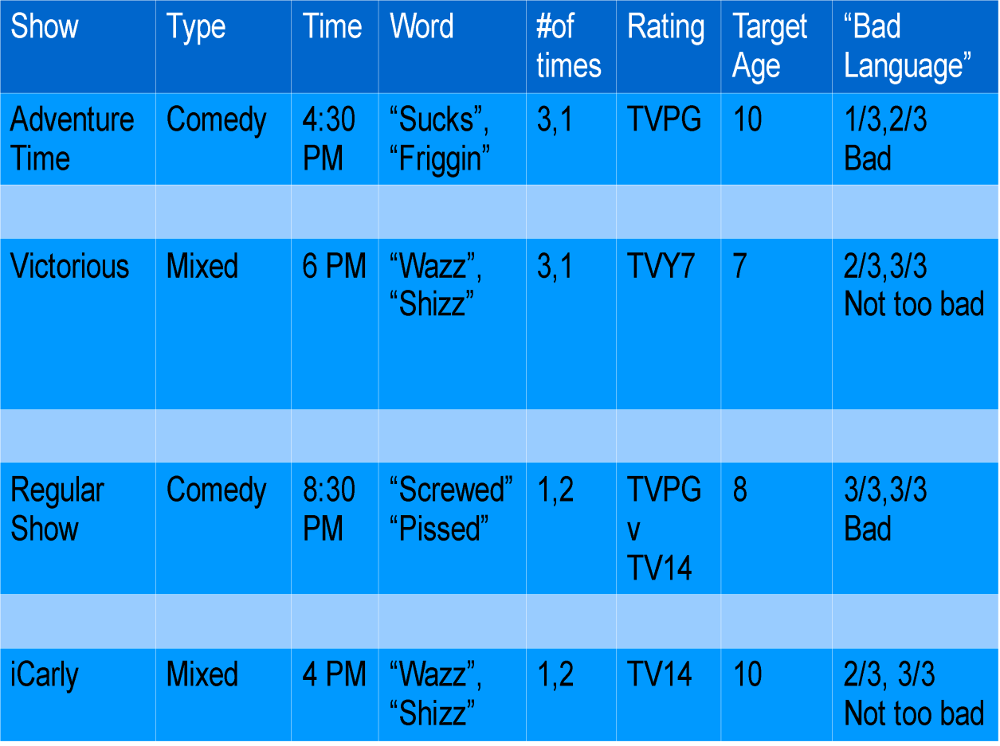 Show Type Time Word #of times Rating Target Age “Bad Language”
Adventure Time Comedy 4:30 PM “Sucks”, “Friggin” 3,1 TVPG 10 1/3,2/3 Bad
Victorious Mixed 6 PM “Wazz”, “Shizz” 3,1 TVY7 7 2/3,3/3 Not too bad
Regular Show Comedy 8:30 PM “Screwed” “Pissed” 1,2 TVPG v TV14 8 3/3,3/3 Bad
iCarly Mixed 4 PM “Wazz”, “Shizz” 1,2 TV14 10 2/3, 3/3 Not too bad